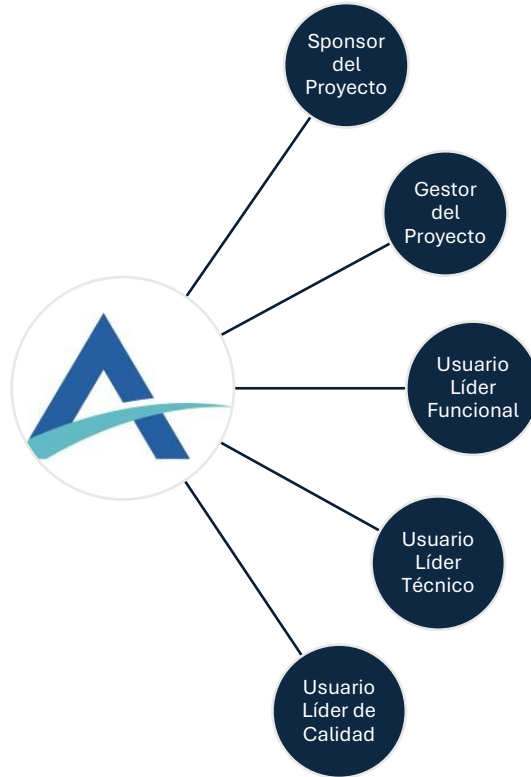 Sponsor
del
Proyecto
Gestor
del
Proyecto
Usuario
Líder
Funcional
Usuario
Líder
Técnico
Usuario
Líder de
Calidad